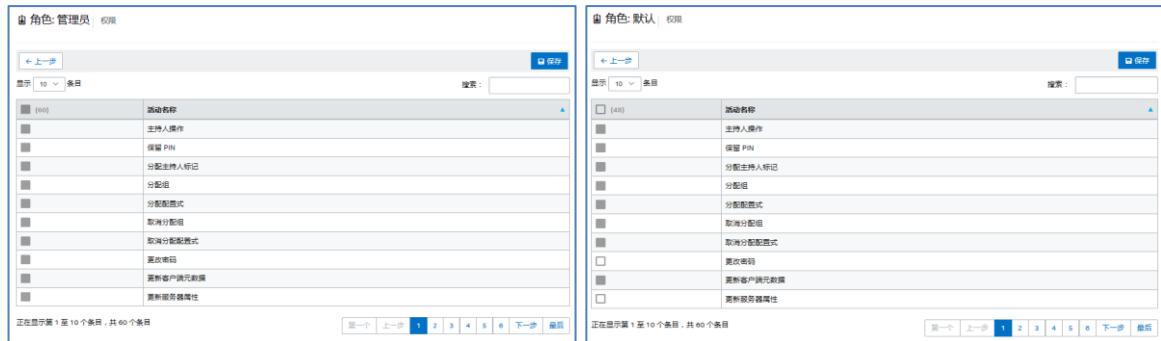 角色: 管理员 权限
← 上一步 保存
显示 10 条目 搜索：
(60) 活动名称
主持人操作
保留 PIN
分配主持人标记
分配组
分配配置式
取消分配组
取消分配配置式
更改密码
更新客户端元数据
更新服务器属性
正在显示第 1 至 10 个条目，共 60 个条目
第一个 上一步 1 2 3 4 5 6 下一步 最后
角色: 默认 权限
← 上一步 保存
显示 10 条目 搜索：
(48) 活动名称
主持人操作
保留 PIN
分配主持人标记
分配组
分配配置式
取消分配组
取消分配配置式
更改密码
更新客户端元数据
更新服务器属性
正在显示第 1 至 10 个条目，共 60 个条目
第一个 上一步 1 2 3 4 5 6 下一步 最后